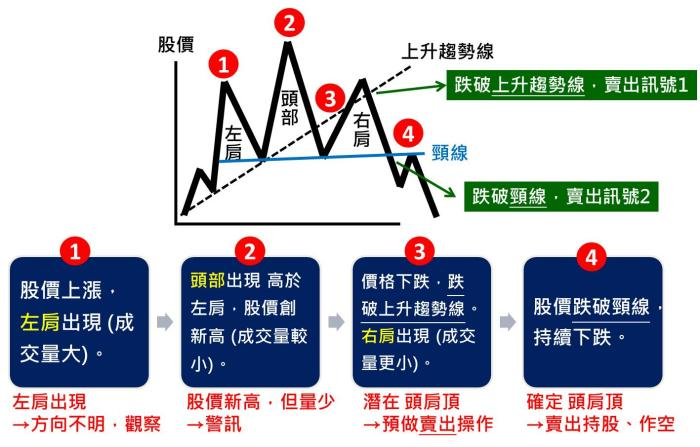 股價
1
2
3
4
左肩
頭部
右肩
上升趨勢線
跌破上升趨勢線，賣出訊號1
頸線
跌破頸線，賣出訊號2
1
股價上漲，
左肩出現 (成
交量大)。
左肩出現
→方向不明，觀察
2
頭部出現 高於
左肩，股價創
新高 (成交量較
小)。
股價新高，但量少
→警訊
3
價格下跌，跌
破上升趨勢線。
右肩出現 (成交
量更小)。
潛在 頭肩頂
→預做賣出操作
4
股價跌破頸線，
持續下跌。
確定 頭肩頂
→賣出持股、作空